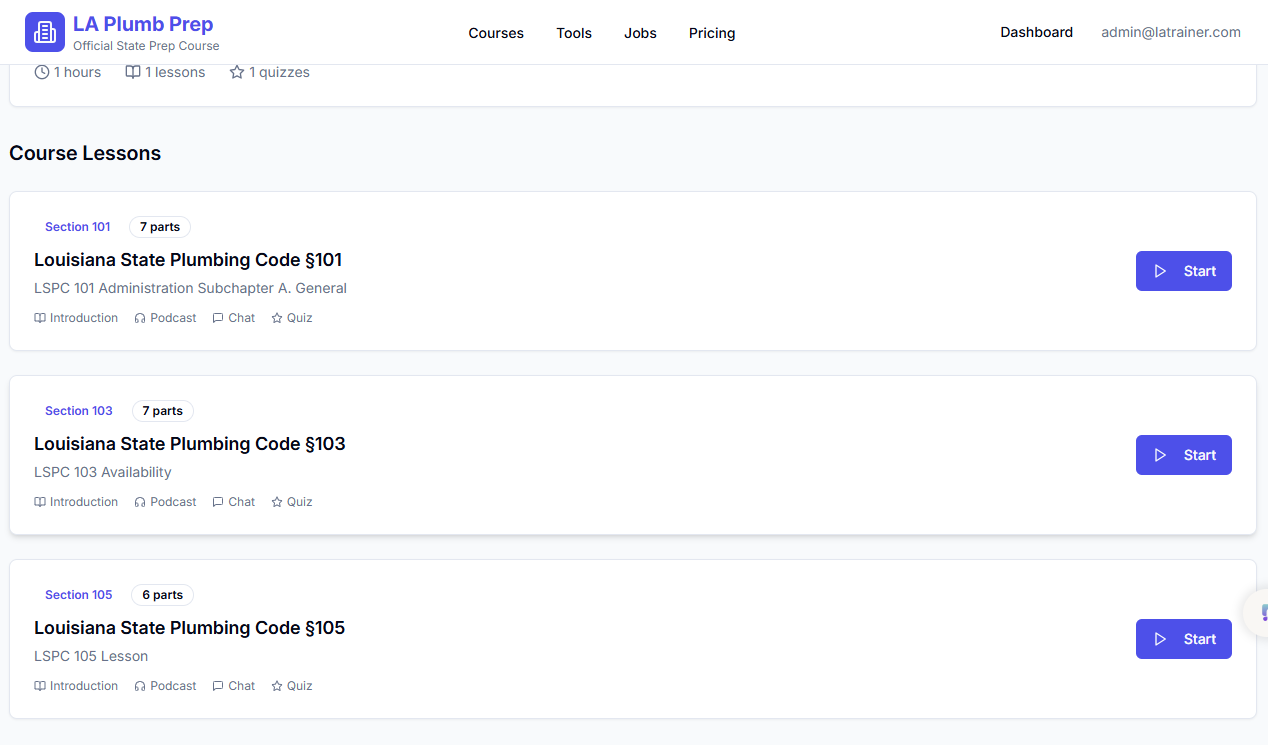 LA Plumb Prep
Official State Prep Course
Courses Tools Jobs Pricing
Dashboard admin@latrainer.com
1 hours 1 lessons 1 quizzes
Course Lessons
Section 101 7 parts
Louisiana State Plumbing Code §101
LSPC 101 Administration Subchapter A. General
Introduction Podcast Chat Quiz
Start
Section 103 7 parts
Louisiana State Plumbing Code §103
LSPC 103 Availability
Introduction Podcast Chat Quiz
Start
Section 105 6 parts
Louisiana State Plumbing Code §105
LSPC 105 Lesson
Introduction Podcast Chat Quiz
Start